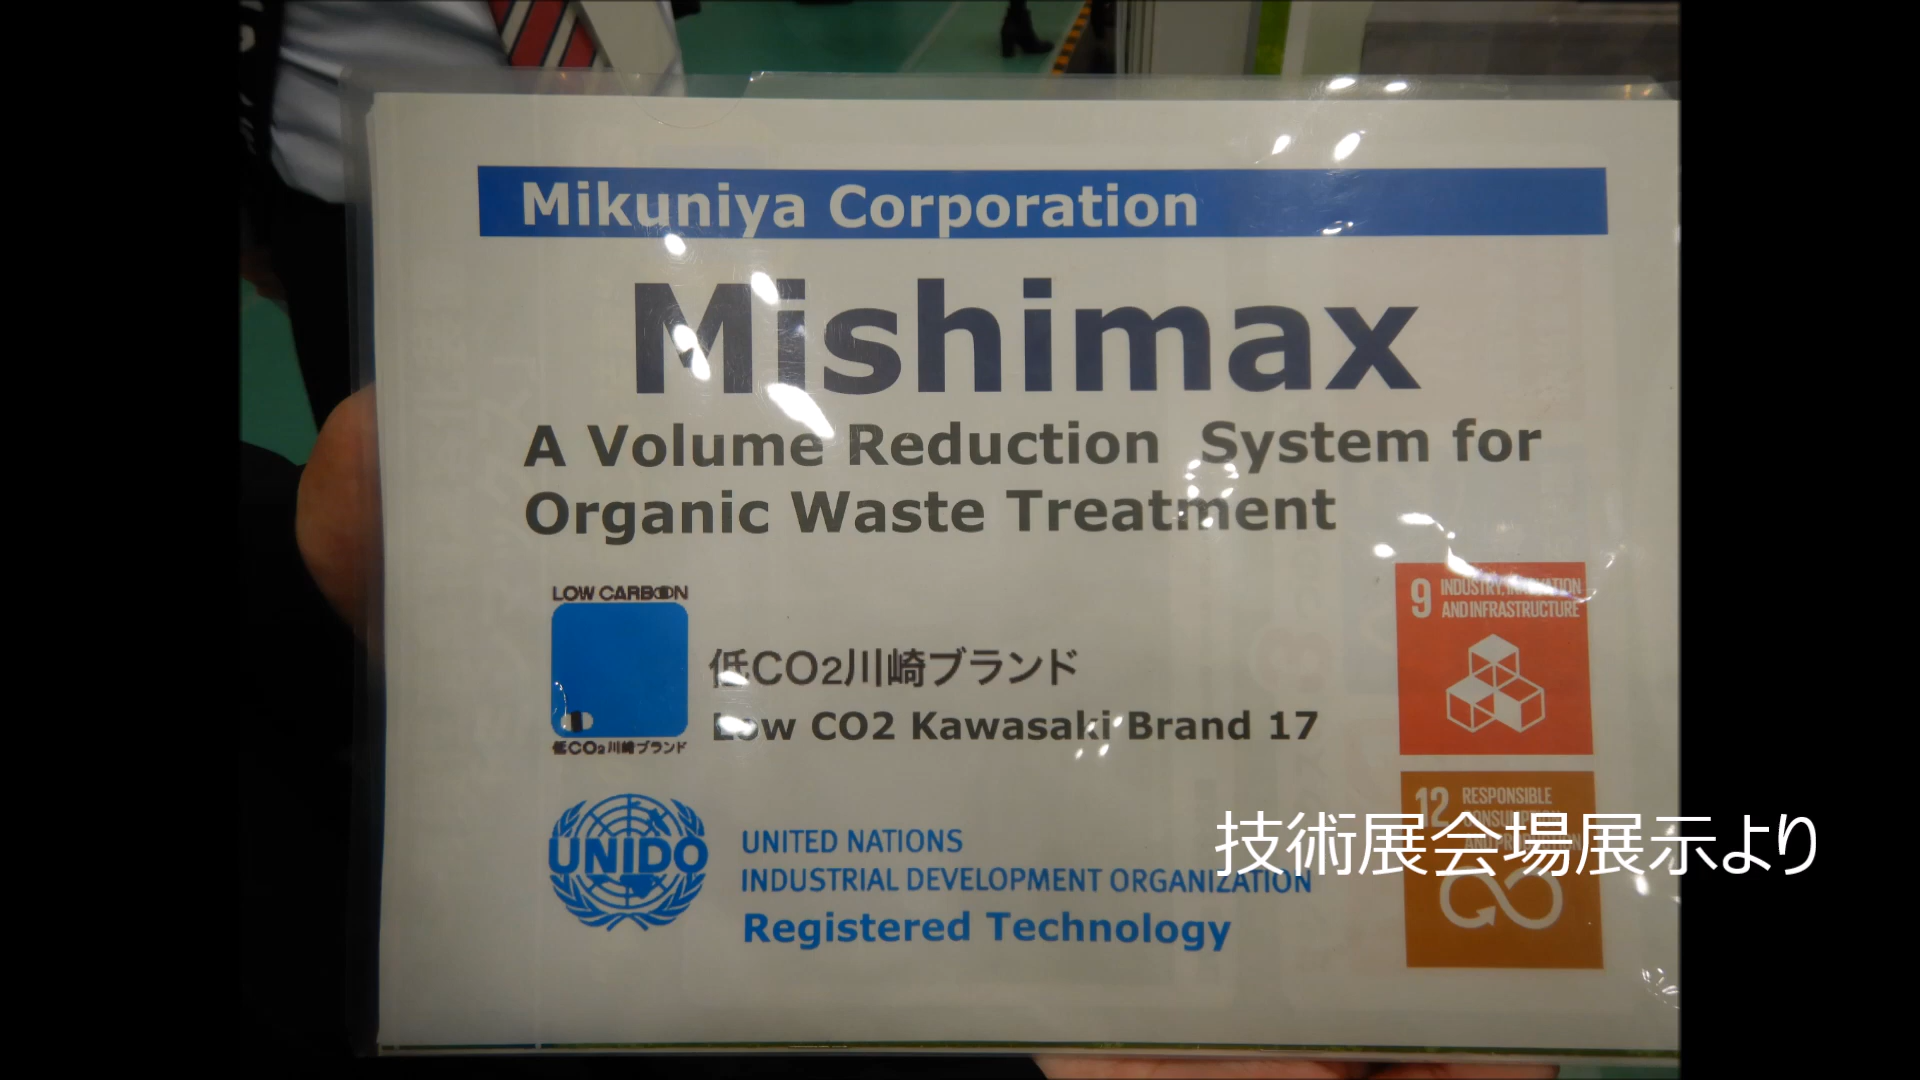 Mikuniya Corporation
Mishimax
A Volume Reduction System for
Organic Waste Treatment
LOW CARBON
低CO2川崎ブランド
低CO2川崎ブランド
Low CO2 Kawasaki Brand 17
UNIDO
UNITED NATIONS
INDUSTRIAL DEVELOPMENT ORGANIZATION
Registered Technology
9 INDUSTRY, INNOVATION
AND INFRASTRUCTURE
12 RESPONSIBLE
CONSUMPTION
AND PRODUCTION
技術展会場展示より